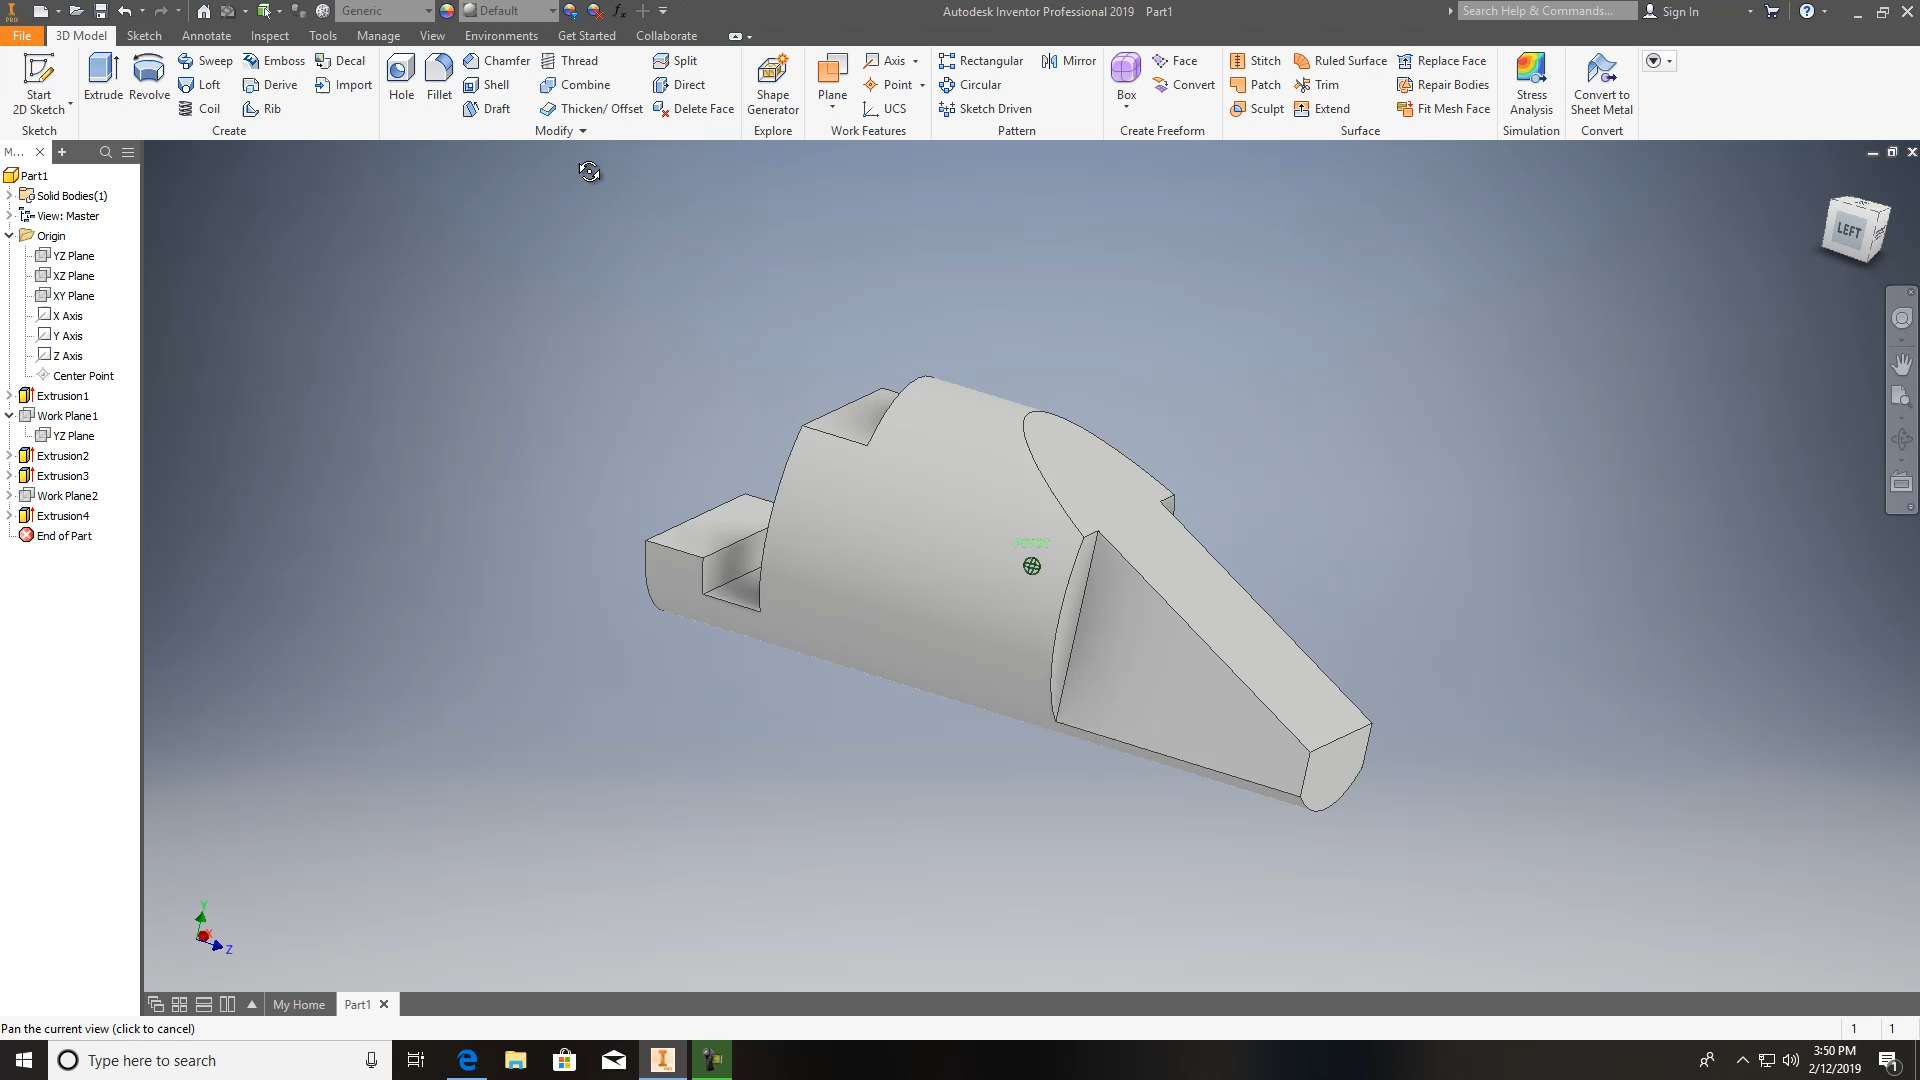 PRO
Generic
Default
fx
Autodesk Inventor Professional 2019 Part1
Search Help & Commands...
Sign In
File
3D Model
Sketch
Annotate
Inspect
Tools
Manage
View
Environments
Get Started
Collaborate
Start
2D Sketch
Sketch
Extrude
Revolve
Sweep
Loft
Coil
Emboss
Derive
Rib
Decal
Import
Create
Hole
Fillet
Chamfer
Shell
Draft
Thread
Combine
Thicken/ Offset
Split
Direct
Delete Face
Modify
Shape
Generator
Explore
Plane
Axis
Point
UCS
Work Features
Rectangular
Circular
Sketch Driven
Mirror
Pattern
Box
Face
Convert
Create Freeform
Stitch
Patch
Sculpt
Ruled Surface
Trim
Extend
Replace Face
Repair Bodies
Fit Mesh Face
Surface
Stress
Analysis
Simulation
Convert to
Sheet Metal
Convert
M...
Part1
Solid Bodies(1)
View: Master
Origin
YZ Plane
XZ Plane
XY Plane
X Axis
Y Axis
Z Axis
Center Point
Extrusion1
Work Plane1
YZ Plane
Extrusion2
Extrusion3
Work Plane2
Extrusion4
End of Part
LEFT
PIVOT
Y
X
Z
My Home
Part1
Pan the current view (click to cancel)
1
1
Type here to search
3:50 PM
2/12/2019
1